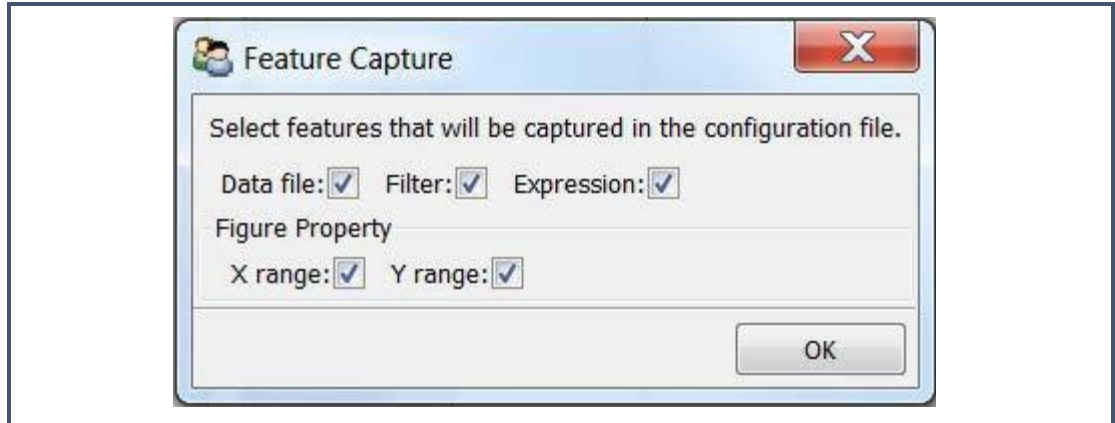 Feature Capture
Select features that will be captured in the configuration file.
Data file: Filter: Expression:
Figure Property
X range: Y range:
OK